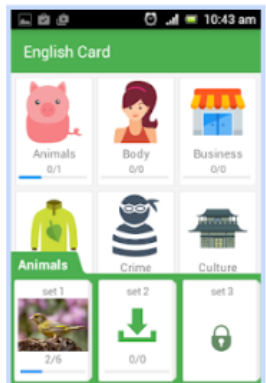 10:43 am
English Card
Animals Body Business
0/1 0/0 0/0
Animals
Crime Culture
set 1 set 2 set 3
2/6 0/0